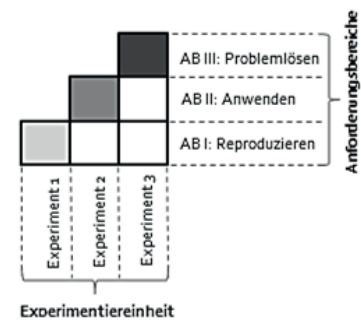 AB III: Problemlösen
AB II: Anwenden
AB I: Reproduzieren
Anforderungsbereiche
Experiment 1
Experiment 2
Experiment 3
Experimentiereinheit